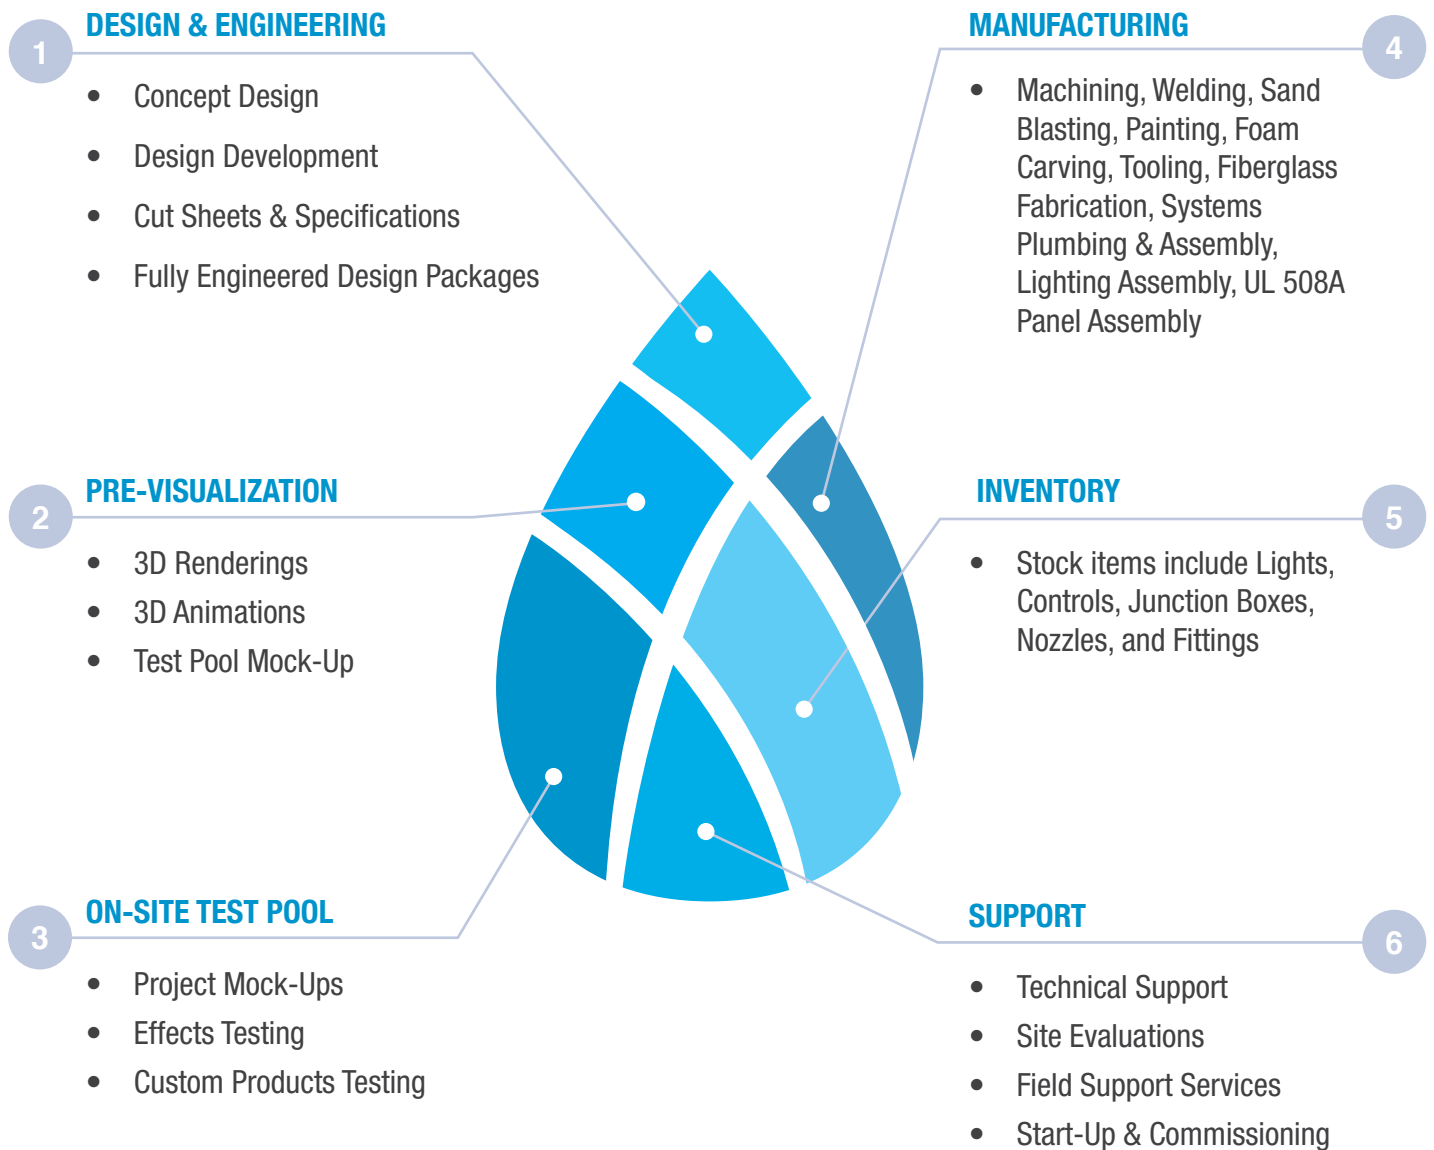 1
DESIGN & ENGINEERING
• Concept Design
• Design Development
• Cut Sheets & Specifications
• Fully Engineered Design Packages
2
PRE-VISUALIZATION
• 3D Renderings
• 3D Animations
• Test Pool Mock-Up
3
ON-SITE TEST POOL
• Project Mock-Ups
• Effects Testing
• Custom Products Testing
MANUFACTURING
4
• Machining, Welding, Sand
Blasting, Painting, Foam
Carving, Tooling, Fiberglass
Fabrication, Systems
Plumbing & Assembly,
Lighting Assembly, UL 508A
Panel Assembly
INVENTORY
5
• Stock items include Lights,
Controls, Junction Boxes,
Nozzles, and Fittings
SUPPORT
6
• Technical Support
• Site Evaluations
• Field Support Services
• Start-Up & Commissioning